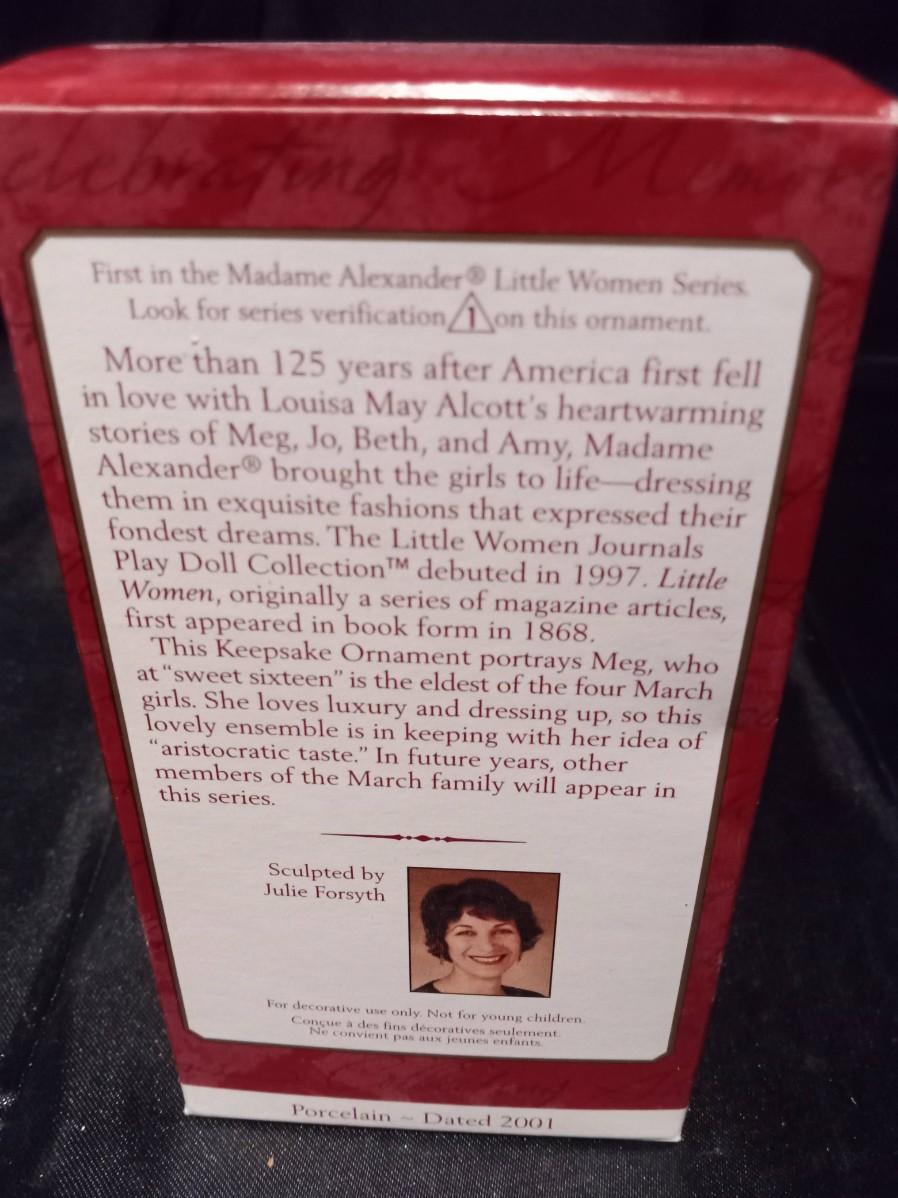 elebrating Memorie
First in the Madame Alexander® Little Women Series.
Look for series verification 1 on this ornament.
More than 125 years after America first fell
in love with Louisa May Alcott's heartwarming
stories of Meg, Jo, Beth, and Amy, Madame
Alexander® brought the girls to life—dressing
them in exquisite fashions that expressed their
fondest dreams. The Little Women Journals
Play Doll Collection™ debuted in 1997. Little
Women, originally a series of magazine articles,
first appeared in book form in 1868.
This Keepsake Ornament portrays Meg, who
at "sweet sixteen" is the eldest of the four March
girls. She loves luxury and dressing up, so this
lovely ensemble is in keeping with her idea of
"aristocratic taste." In future years, other
members of the March family will appear in
this series.
Sculpted by
Julie Forsyth
For decorative use only. Not for young children.
Conçue à des fins décoratives seulement.
Ne convient pas aux jeunes enfants.
Porcelain ~ Dated 2001